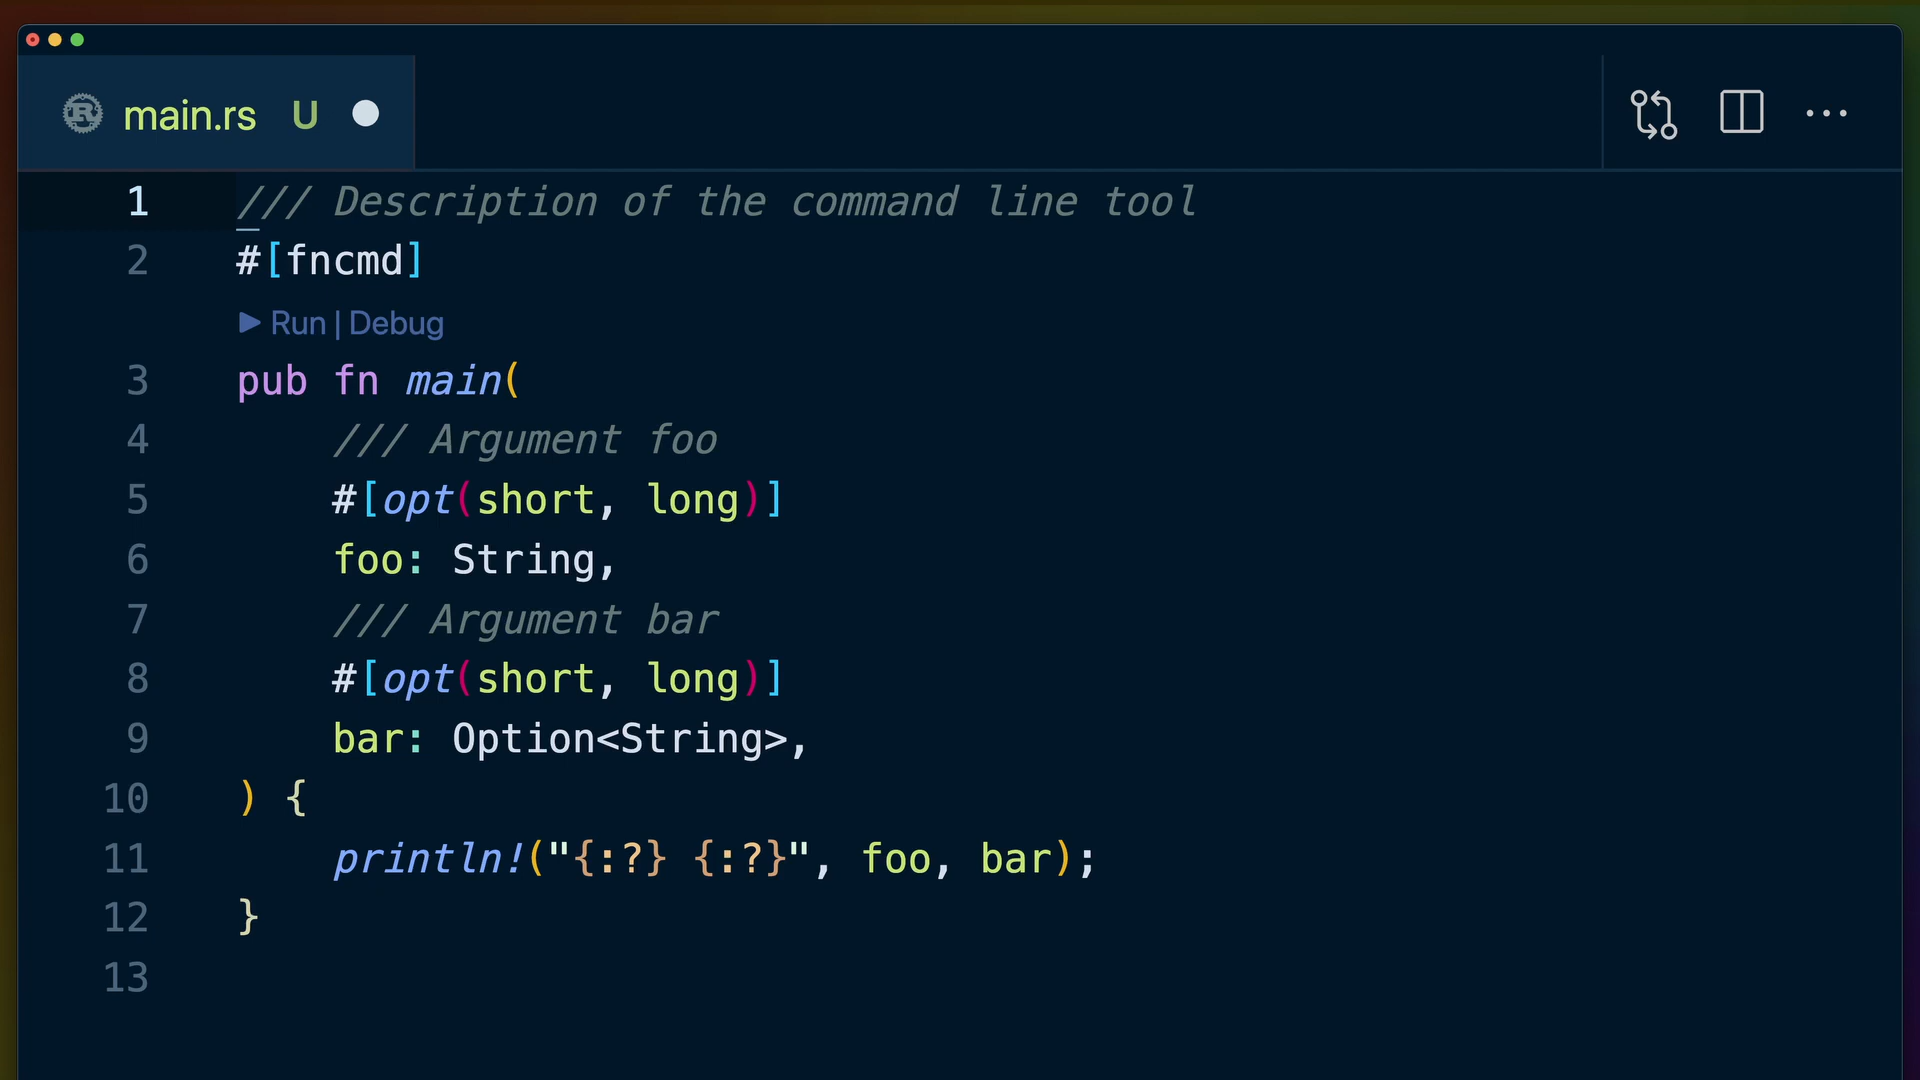 main.rs U
1 /// Description of the command line tool
2 #[fncmd]
Run | Debug
3 pub fn main(
4     /// Argument foo
5     #[opt(short, long)]
6     foo: String,
7     /// Argument bar
8     #[opt(short, long)]
9     bar: Option<String>,
10 ) {
11     println!("{:?} {:?}", foo, bar);
12 }
13